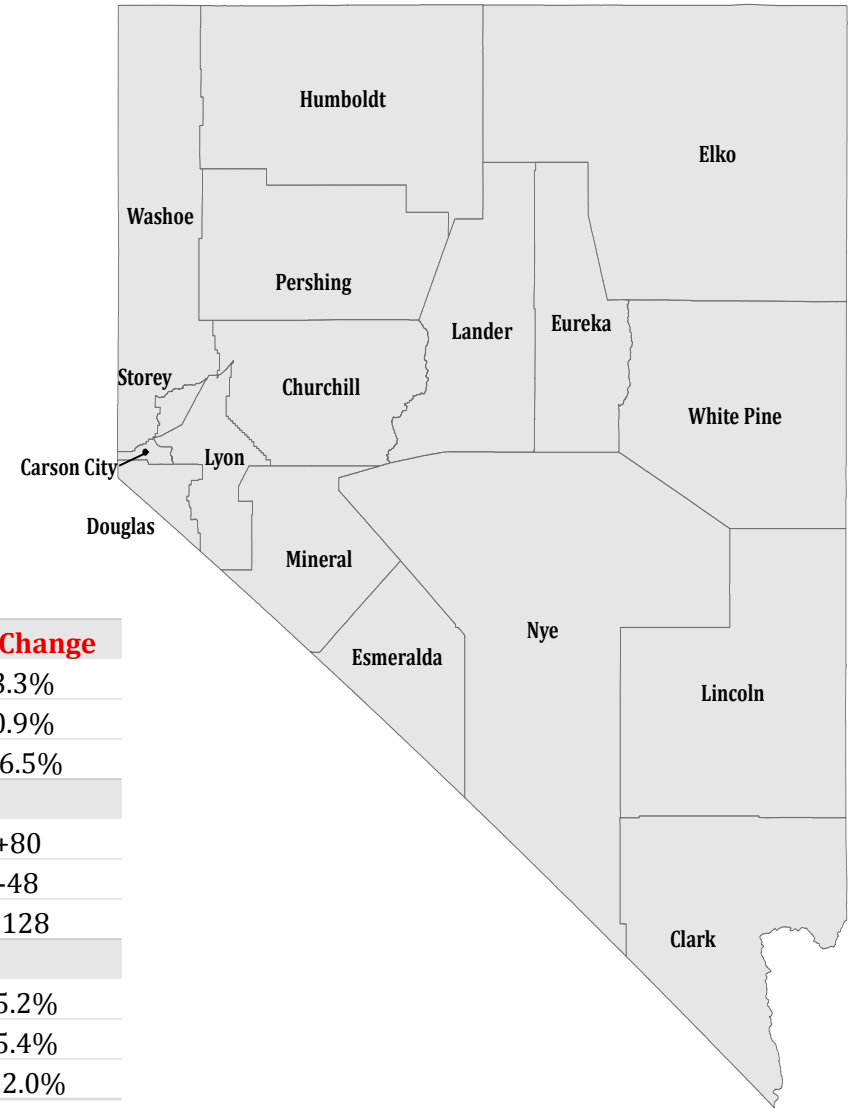 Humboldt
Elko
Washoe
Pershing
Eureka
Lander
Storey
Churchill
White Pine
Lyon
Carson City
Douglas
Mineral
Nye
Esmeralda
Lincoln
Clark
Change
3.3%
0.9%
6.5%
+80
-48
128
5.2%
5.4%
2.0%